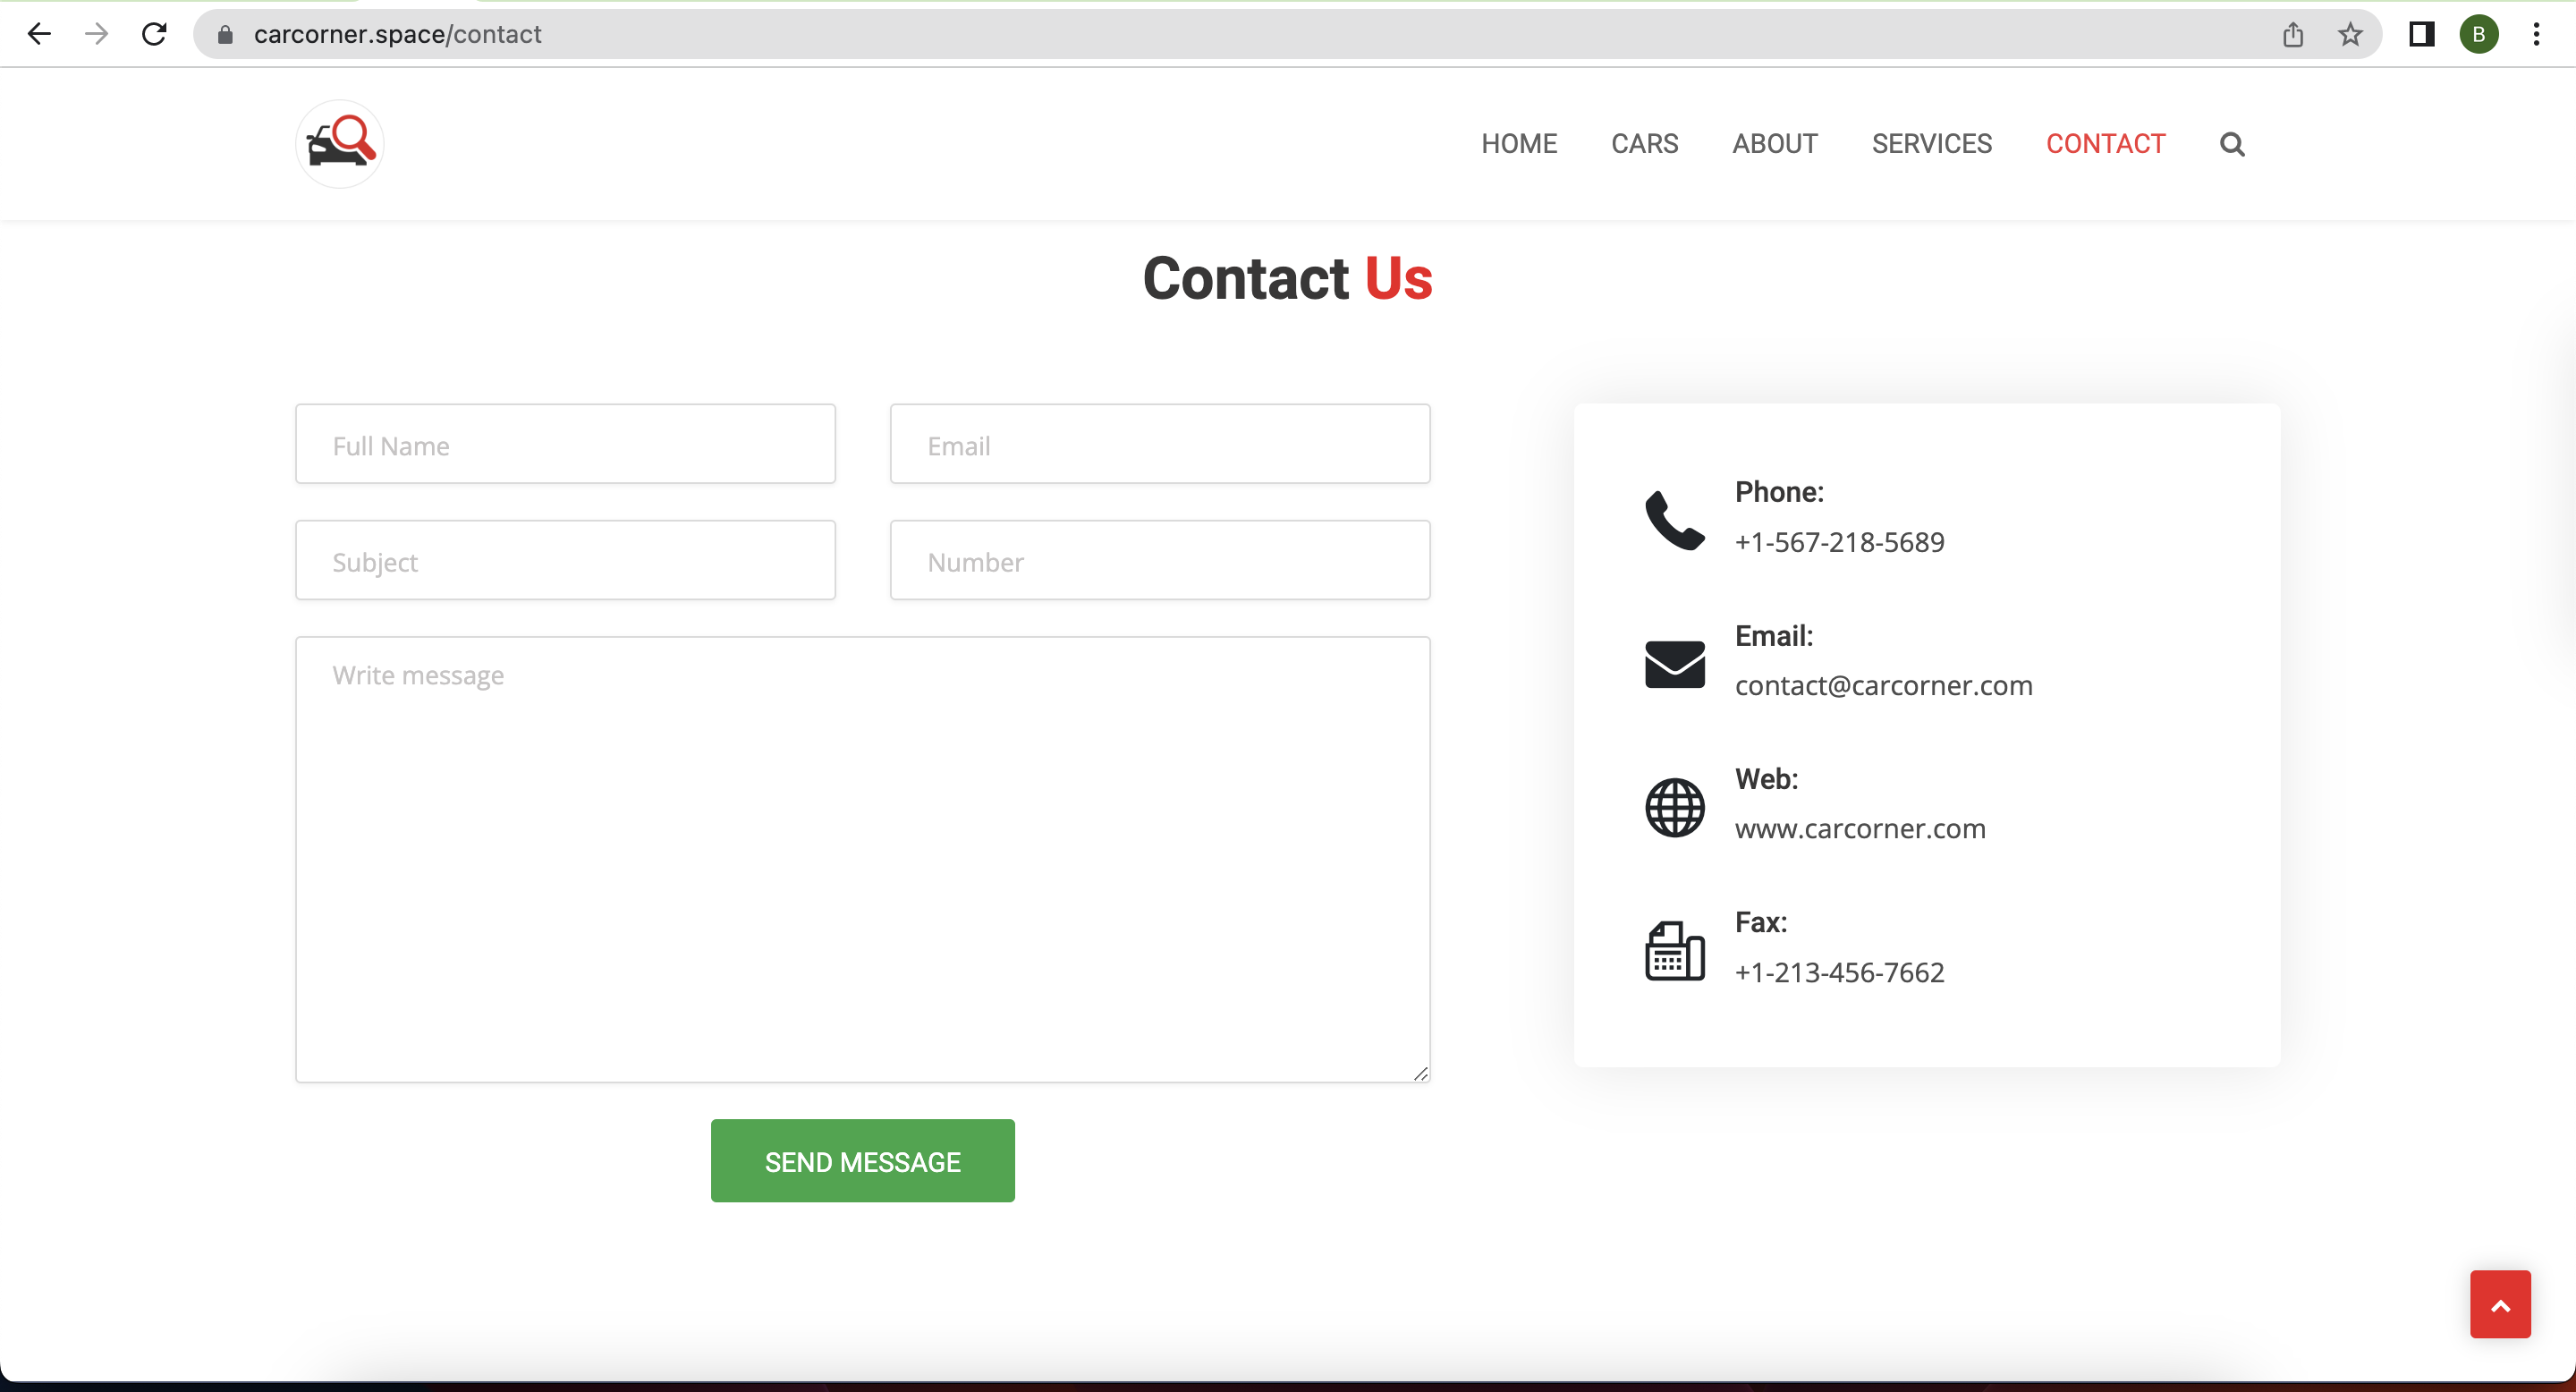 carcorner.space/contact
B
HOME CARS ABOUT SERVICES CONTACT
Contact Us
Full Name
Email
Subject
Number
Write message
SEND MESSAGE
Phone:
+1-567-218-5689
Email:
contact@carcorner.com
Web:
www.carcorner.com
Fax:
+1-213-456-7662